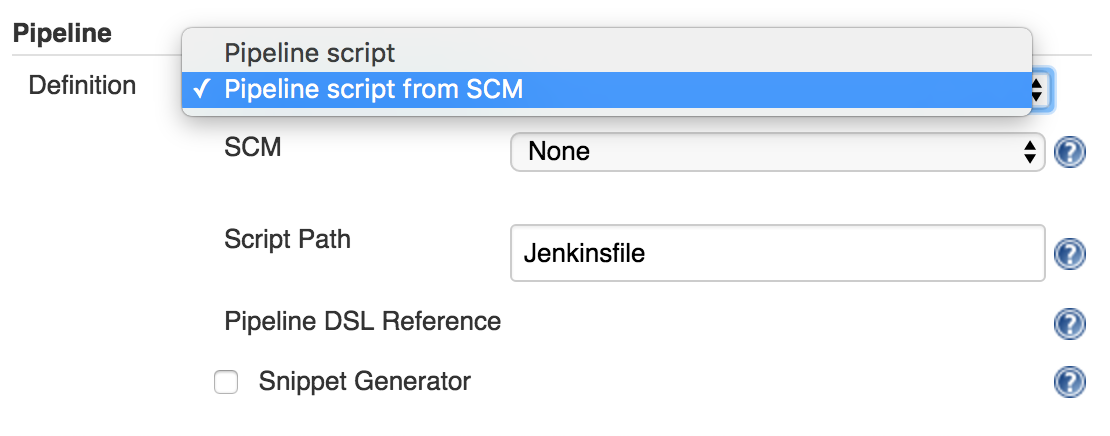 Pipeline
Pipeline script
Definition
✓ Pipeline script from SCM
SCM
None
?
Script Path
Jenkinsfile
?
Pipeline DSL Reference
?
Snippet Generator
?